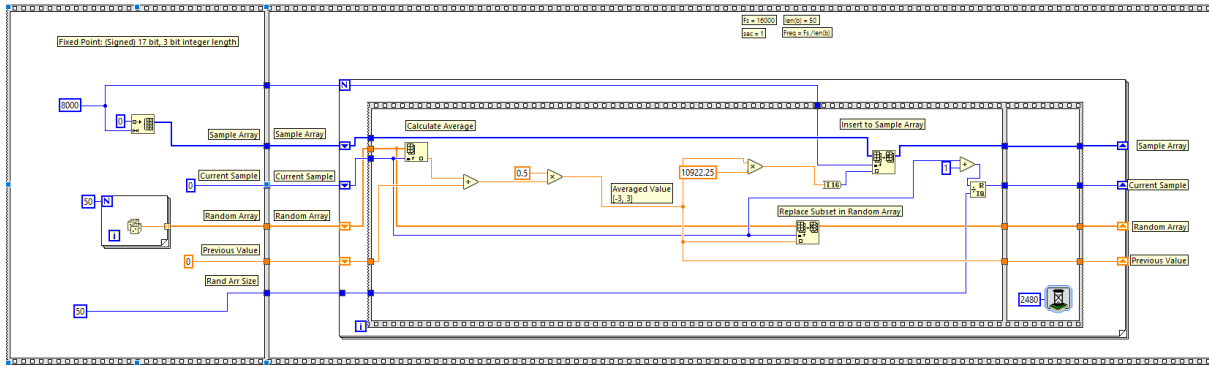 Fs = 16000
len(b) = 50
sec = 1
Freq = Fs /len(b)
Fixed Point: (Signed) 17 bit, 3 bit integer length
N
8000
0
Calculate Average
Insert to Sample Array
Sample Array
Sample Array
Sample Array
0.5
10922.25
I16
1
R
IQ
Current Sample
0
Current Sample
Current Sample
Averaged Value
[-3, 3]
50
N
i
Random Array
Random Array
Replace Subset in Random Array
Random Array
Previous Value
0
Previous Value
Rand Arr Size
50
2480
i